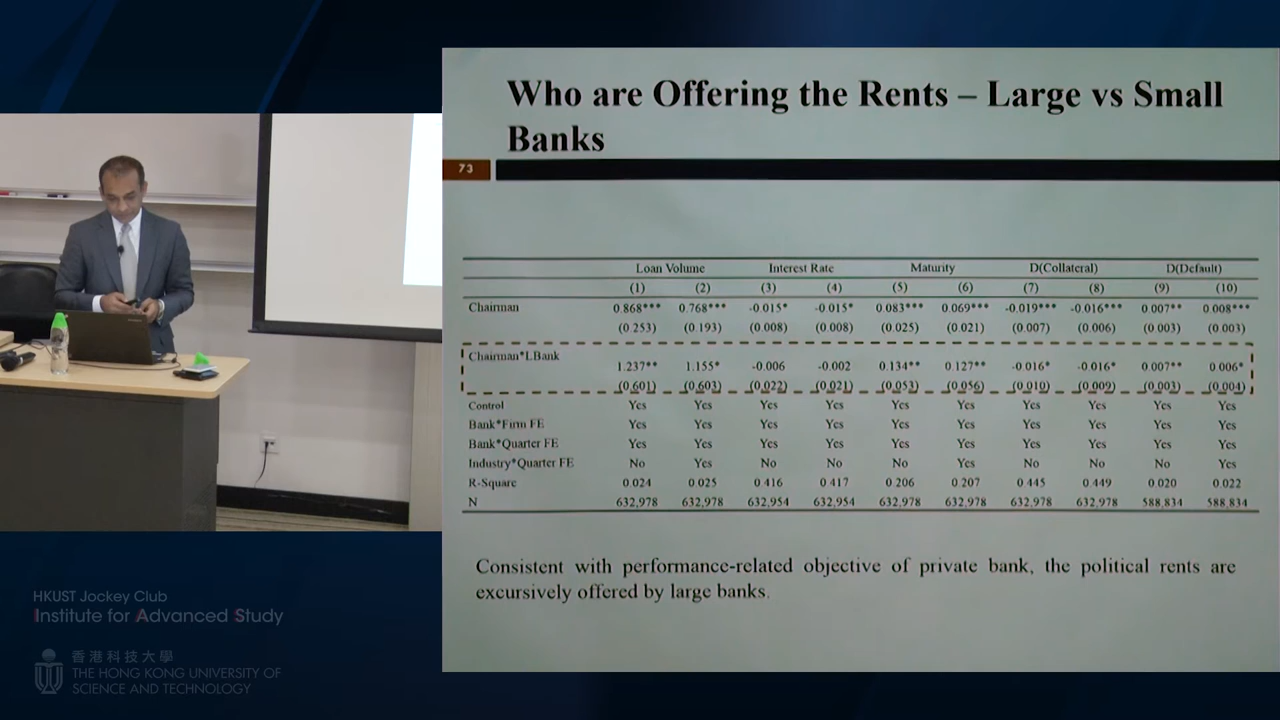 Who are Offering the Rents – Large vs Small
Banks
73
Loan Volume Interest Rate Maturity D(Collateral) D(Default)
(1) (2) (3) (4) (5) (6) (7) (8) (9) (10)
Chairman 0.868*** 0.768*** -0.015* -0.015* 0.083*** 0.069*** -0.019*** -0.016*** 0.007** 0.008***
(0.253) (0.193) (0.008) (0.008) (0.025) (0.021) (0.007) (0.006) (0.003) (0.003)
Chairman*LBank 1.237** 1.155* -0.006 -0.002 0.134** 0.127** -0.016* -0.016* 0.007** 0.006*
(0.601) (0.603) (0.022) (0.021) (0.053) (0.056) (0.010) (0.009) (0.003) (0.004)
Control Yes Yes Yes Yes Yes Yes Yes Yes Yes Yes
Bank*Firm FE Yes Yes Yes Yes Yes Yes Yes Yes Yes Yes
Bank*Quarter FE Yes Yes Yes Yes Yes Yes Yes Yes Yes Yes
Industry*Quarter FE No Yes No No No Yes No No No Yes
R-Square 0.024 0.025 0.416 0.417 0.206 0.207 0.445 0.449 0.020 0.022
N 632,978 632,978 632,954 632,954 632,978 632,978 632,978 632,978 588,834 588,834
Consistent with performance-related objective of private bank, the political rents are
excursively offered by large banks.
HKUST Jockey Club
Institute for Advanced Study
香港科技大學
THE HONG KONG UNIVERSITY OF
SCIENCE AND TECHNOLOGY